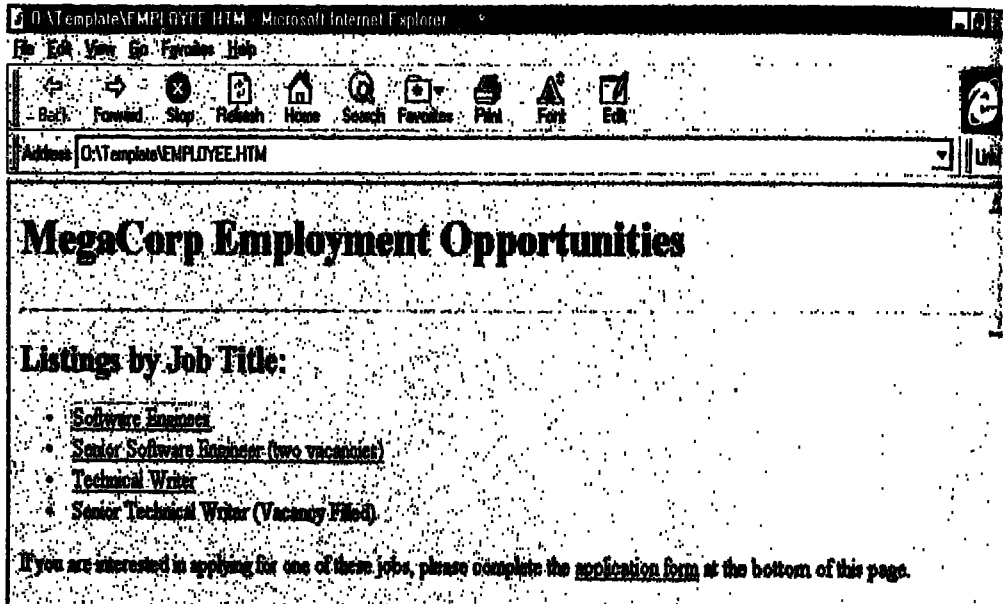 O:\Template\EMPLOYEE.HTM - Microsoft Internet Explorer
File Edit View Go Favorites Help
Back Forward Stop Refresh Home Search Favorites Print Font Edit
Address O:\Template\EMPLOYEE.HTM
MegaCorp Employment Opportunities
Listings by Job Title:
• Software Engineer
• Senior Software Engineer (two vacancies)
• Technical Writer
• Senior Technical Writer (Vacancy Filled)
If you are interested in applying for one of these jobs, please complete the application form at the bottom of this page.